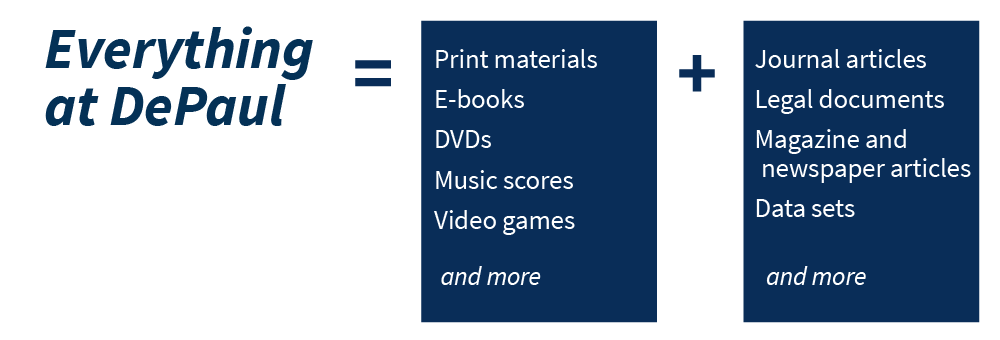 Everything
at DePaul
=
Print materials
E-books
DVDs
Music scores
Video games
and more
+
Journal articles
Legal documents
Magazine and
newspaper articles
Data sets
and more